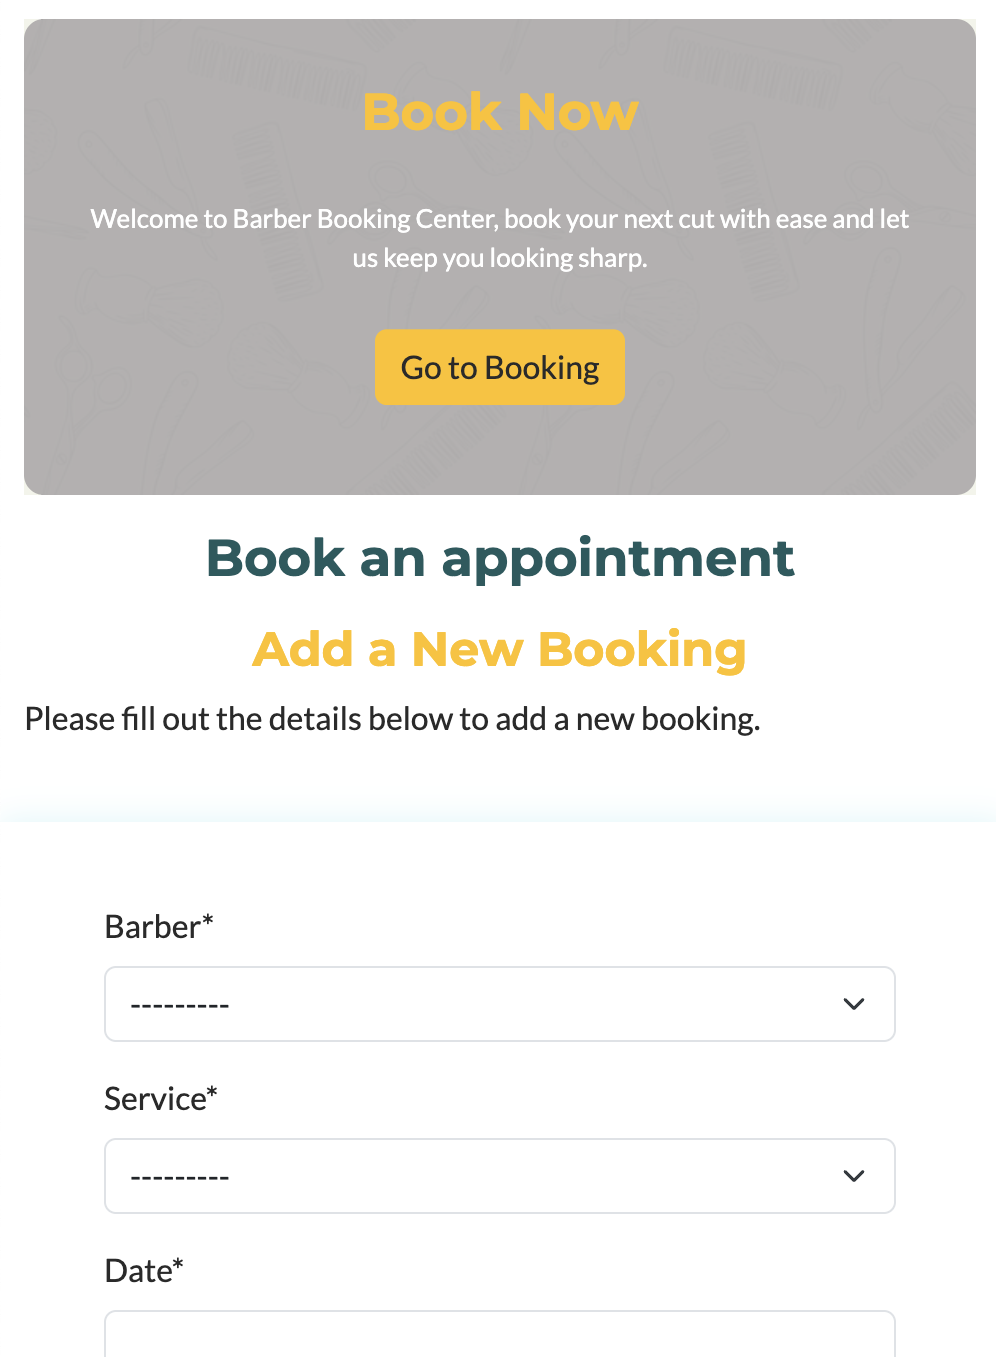 Book Now
Welcome to Barber Booking Center, book your next cut with ease and let
us keep you looking sharp.
Go to Booking
Book an appointment
Add a New Booking
Please fill out the details below to add a new booking.
Barber*
---------
Service*
---------
Date*